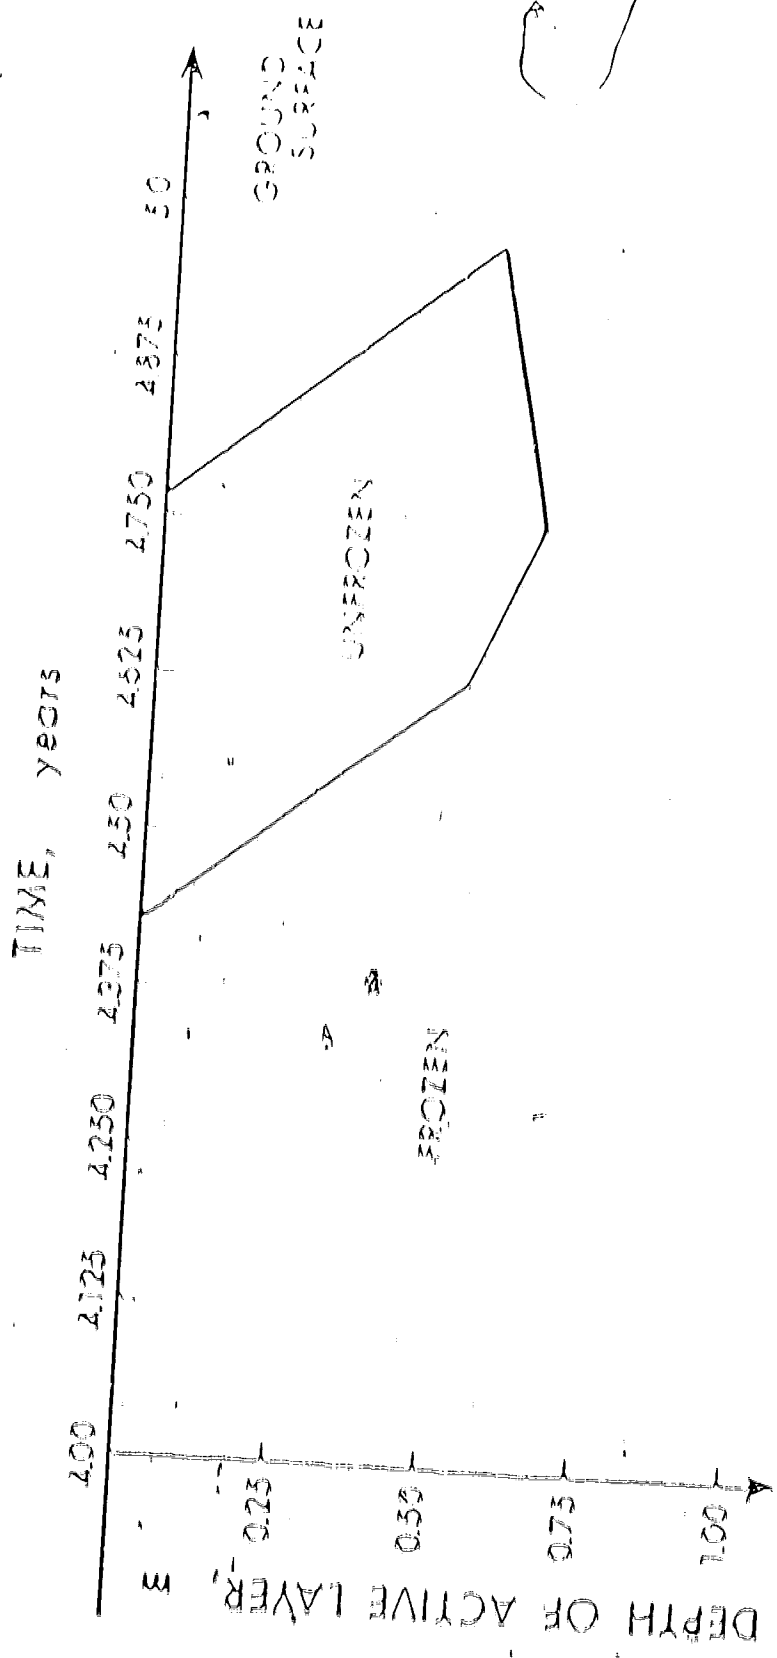 TIME, years
4.00 4.125 4.250 4.375 4.50 4.625 4.750 4.875 5.0
GROUND
SURFACE
UNFROZEN
FROZEN
0.25
0.50
0.75
1.00
DEPTH OF ACTIVE LAYER, m